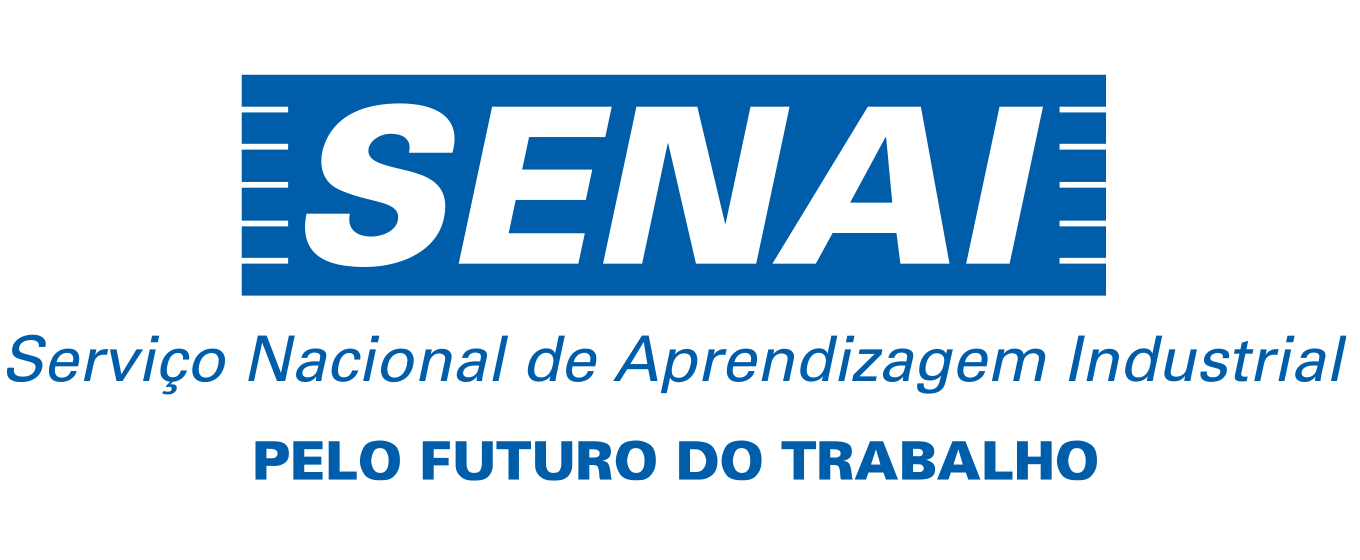 SENAI
Serviço Nacional de Aprendizagem Industrial
PELO FUTURO DO TRABALHO